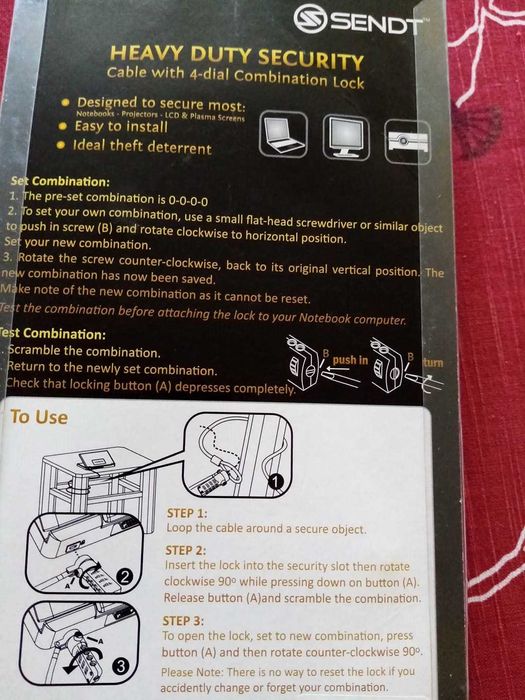 SENDT™
HEAVY DUTY SECURITY
Cable with 4-dial Combination Lock
• Designed to secure most:
Notebooks - Projectors - LCD & Plasma Screens
• Easy to install
• Ideal theft deterrent
Set Combination:
1. The pre-set combination is 0-0-0-0
2. To set your own combination, use a small flat-head screwdriver or similar object
to push in screw (B) and rotate clockwise to horizontal position.
Set your new combination.
3. Rotate the screw counter-clockwise, back to its original vertical position. The
new combination has now been saved.
Make note of the new combination as it cannot be reset.
Test the combination before attaching the lock to your Notebook computer.
Test Combination:
. Scramble the combination.
. Return to the newly set combination.
Check that locking button (A) depresses completely.
B push in
B turn
To Use
1
STEP 1:
Loop the cable around a secure object.
A 2
STEP 2:
Insert the lock into the security slot then rotate
clockwise 90º while pressing down on button (A).
Release button (A)and scramble the combination.
A 3
STEP 3:
To open the lock, set to new combination, press
button (A) and then rotate counter-clockwise 90º.
Please Note: There is no way to reset the lock if you
accidently change or forget your combination.